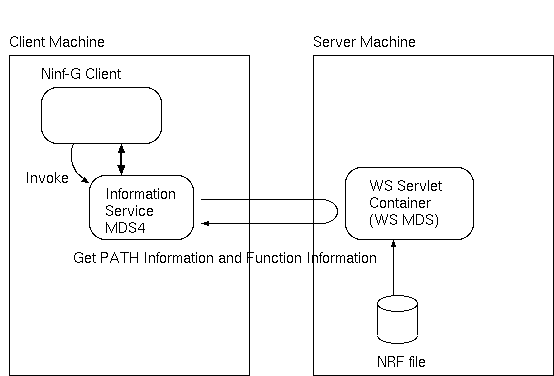 Client Machine
Server Machine
Ninf-G Client
Invoke
Information
Service
MDS4
WS Servlet
Container
(WS MDS)
Get PATH Information and Function Information
NRF file